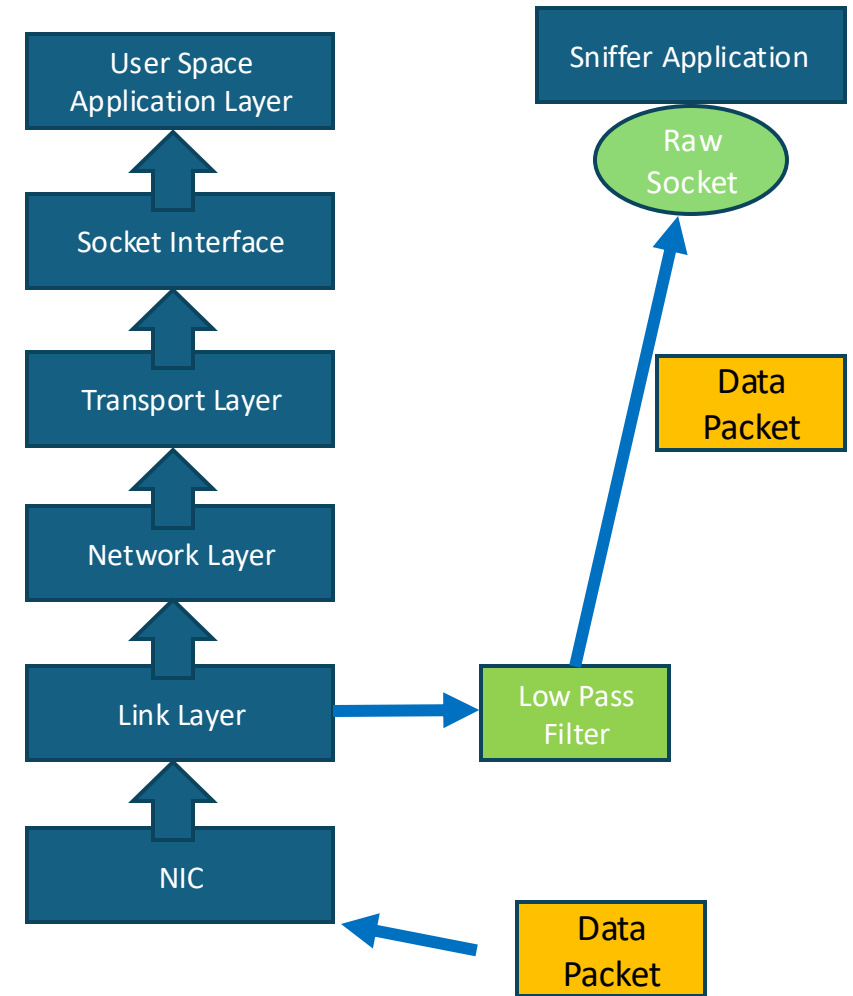 User Space
Application Layer
Sniffer Application
Raw
Socket
Socket Interface
Data
Packet
Transport Layer
Network Layer
Link Layer
Low Pass
Filter
NIC
Data
Packet